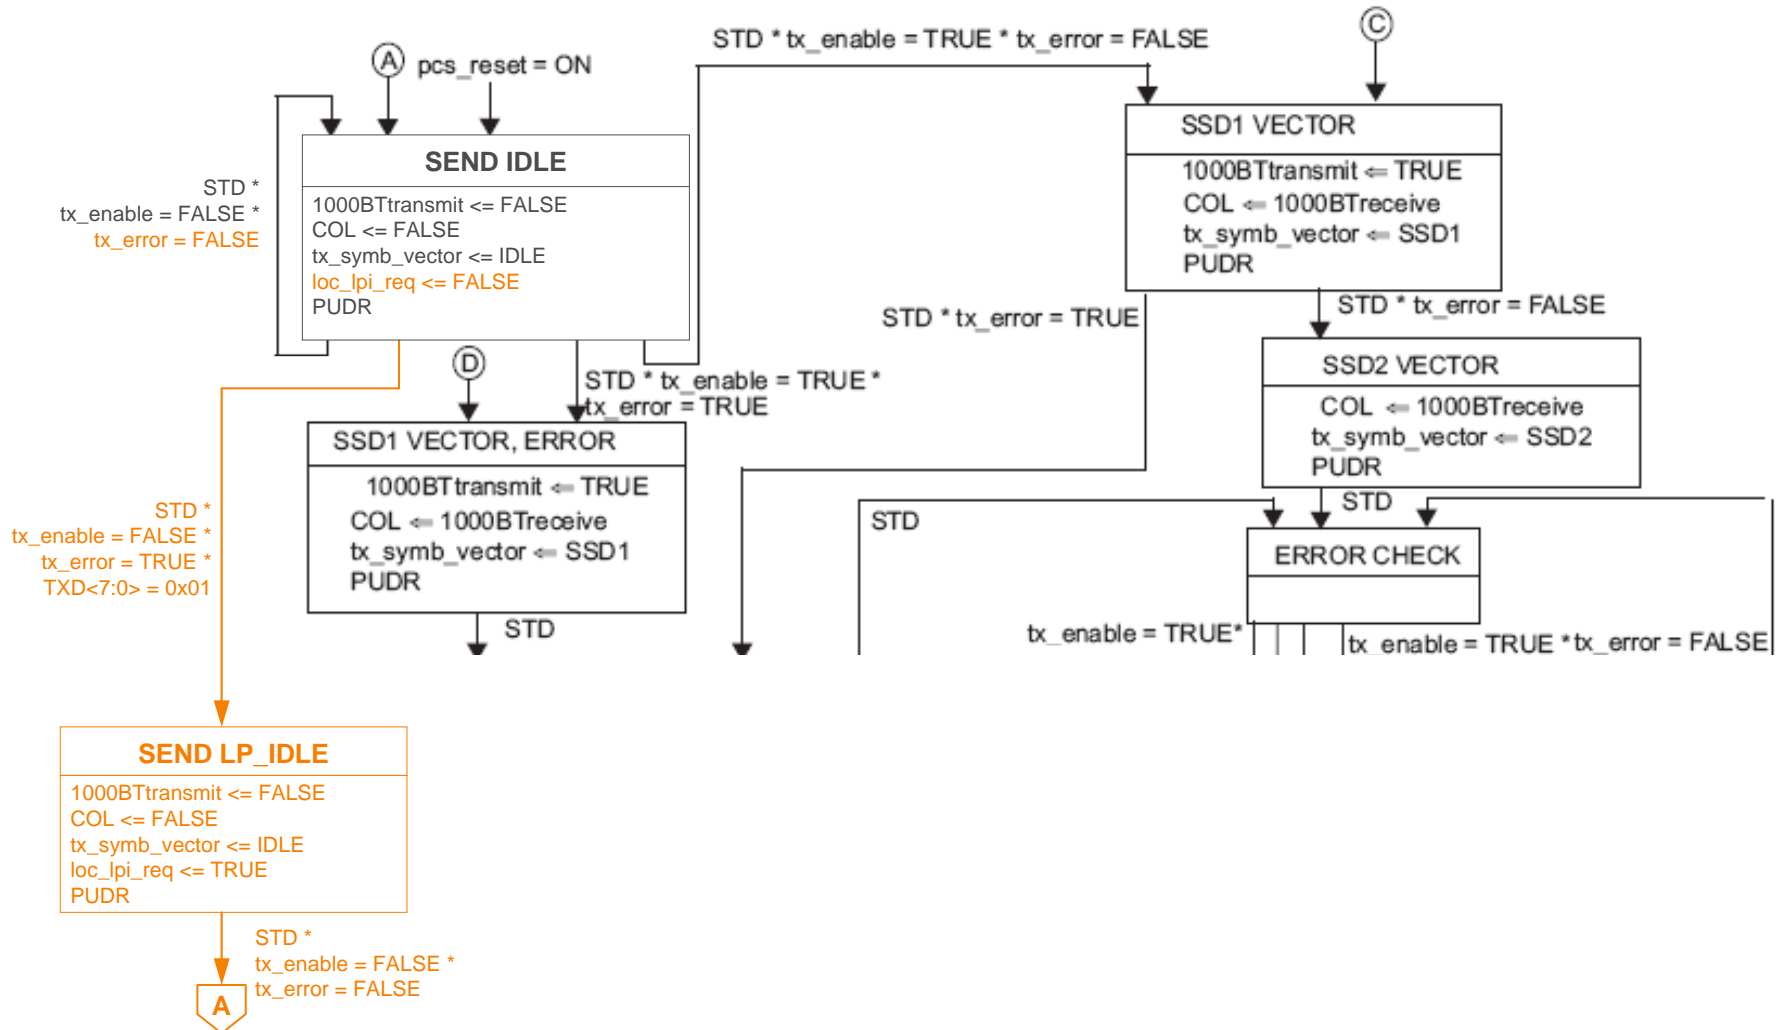 STD * tx_enable = TRUE * tx_error = FALSE
C
A
pcs_reset = ON
SEND IDLE
1000BTtransmit <= FALSE
COL <= FALSE
tx_symb_vector <= IDLE
loc_lpi_req <= FALSE
PUDR
STD *
tx_enable = FALSE *
tx_error = FALSE
SSD1 VECTOR
1000BTtransmit ⇐ TRUE
COL ⇐ 1000BTreceive
tx_symb_vector ⇐ SSD1
PUDR
STD * tx_error = TRUE
STD * tx_error = FALSE
D
STD * tx_enable = TRUE *
tx_error = TRUE
SSD2 VECTOR
COL ⇐ 1000BTreceive
tx_symb_vector ⇐ SSD2
PUDR
SSD1 VECTOR, ERROR
1000BTtransmit ⇐ TRUE
COL ⇐ 1000BTreceive
tx_symb_vector ⇐ SSD1
PUDR
STD
STD
STD
ERROR CHECK
tx_enable = TRUE*
tx_enable = TRUE * tx_error = FALSE
STD *
tx_enable = FALSE *
tx_error = TRUE *
TXD<7:0> = 0x01
SEND LP_IDLE
1000BTtransmit <= FALSE
COL <= FALSE
tx_symb_vector <= IDLE
loc_lpi_req <= TRUE
PUDR
STD *
tx_enable = FALSE *
tx_error = FALSE
A